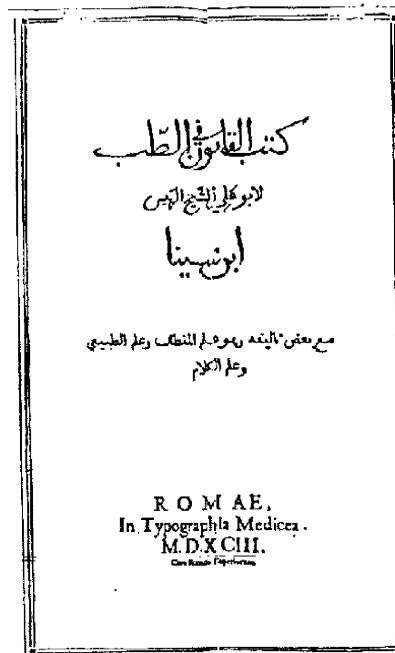 كتب القانون في الطب
لابو علي الشيخ الرئيس
ابن سينا
مع بعض تاليفه وهو علم المنطق وعلم الطبيعي
وعلم الكلام
ROMAE,
In Typographia Medicea.
M.D.XCIII.